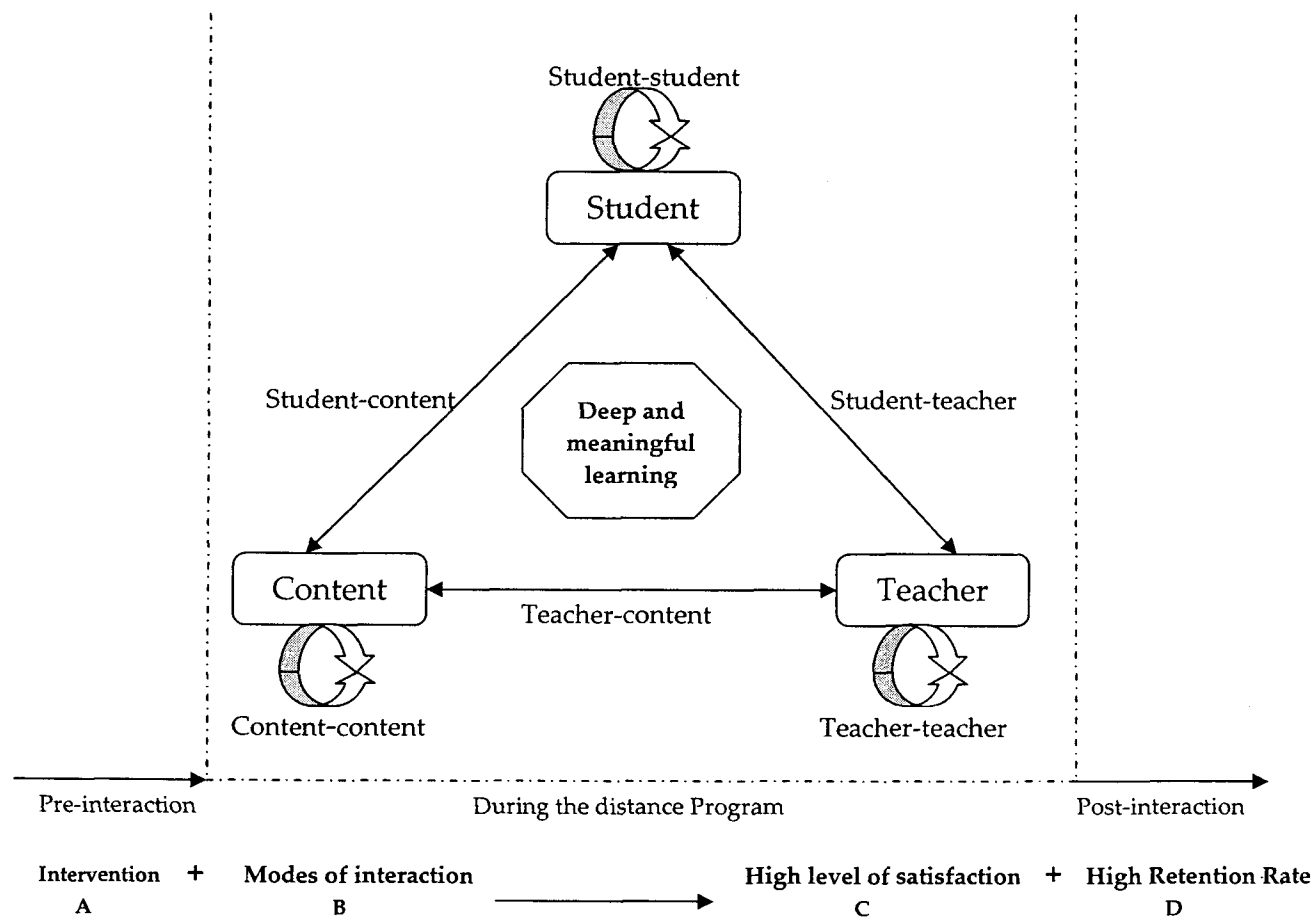 Student-student
Student
Student-content
Student-teacher
Deep and
meaningful
learning
Content
Teacher
Teacher-content
Content-content
Teacher-teacher
Pre-interaction
During the distance Program
Post-interaction
Intervention + Modes of interaction High level of satisfaction + High Retention Rate
A B C D